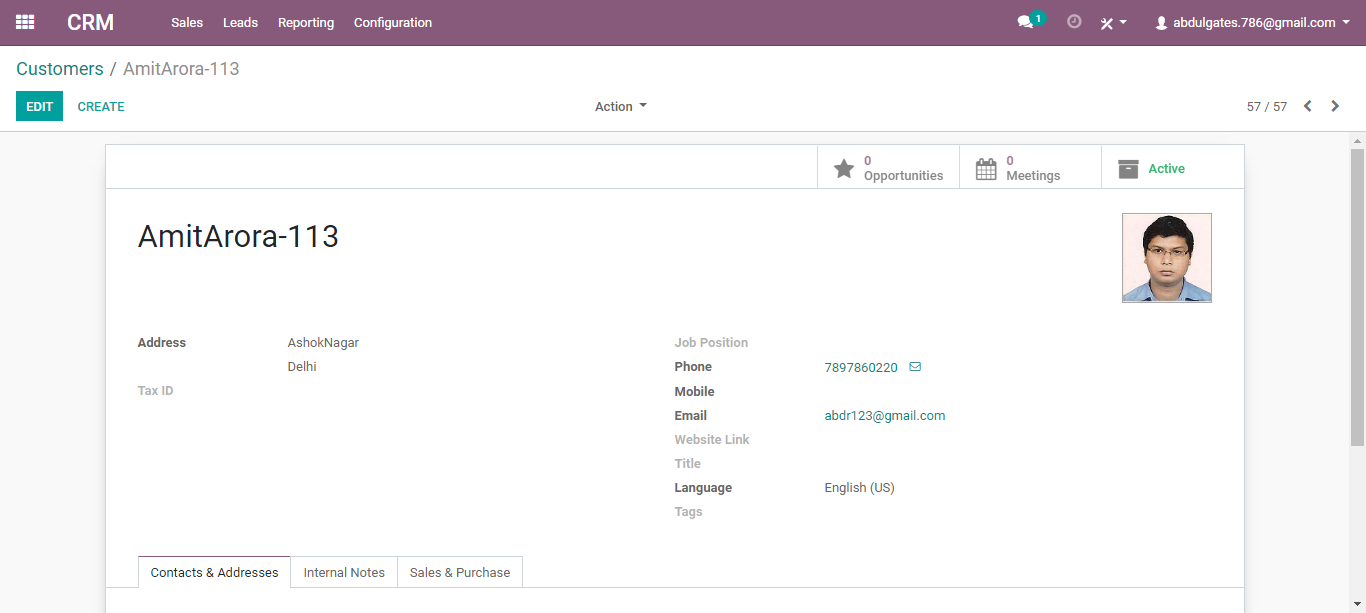 CRM Sales Leads Reporting Configuration 1 abdulgates.786@gmail.com
Customers / AmitArora-113
EDIT CREATE Action 57 / 57
0
Opportunities
0
Meetings
Active
AmitArora-113
Address AshokNagar
Delhi
Tax ID
Job Position
Phone 7897860220
Mobile
Email abdr123@gmail.com
Website Link
Title
Language English (US)
Tags
Contacts & Addresses Internal Notes Sales & Purchase